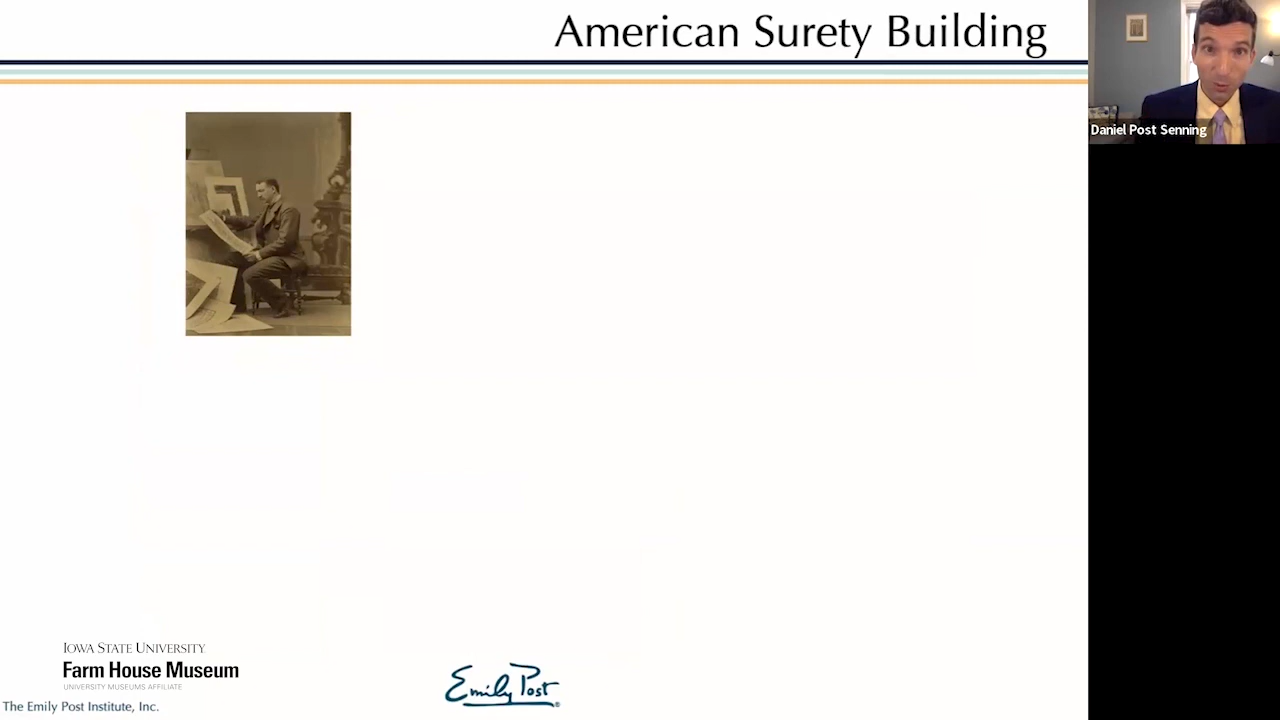 American Surety Building
Daniel Post Senning
IOWA STATE UNIVERSITY
Farm House Museum
UNIVERSITY MUSEUMS AFFILIATE
Emily Post®
The Emily Post Institute, Inc.